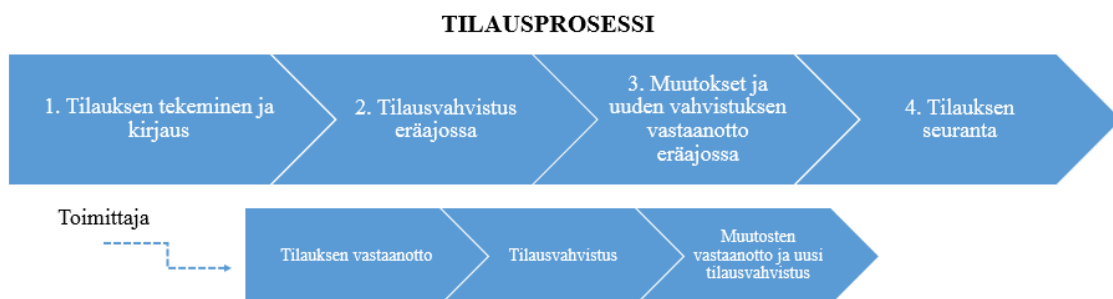 TILAUSPROSESSI
1. Tilauksen tekeminen ja
kirjaus
2. Tilausvahvistus
eräajossa
3. Muutokset ja
uuden vahvistuksen
vastaanotto
eräajossa
4. Tilauksen
seuranta
Toimittaja
Tilauksen vastaanotto
Tilausvahvistus
Muutosten
vastaanotto ja uusi
tilausvahvistus